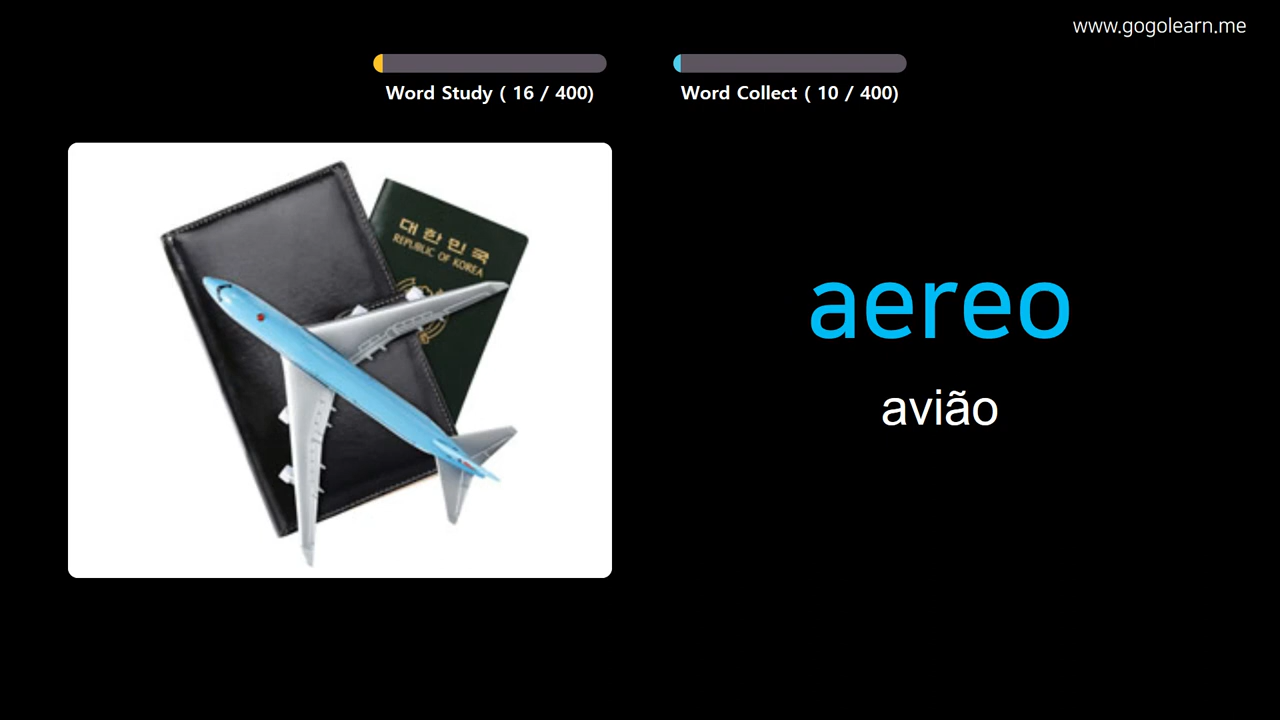 www.gogolearn.me
Word Study ( 16 / 400)
Word Collect ( 10 / 400)
대한민국
REPUBLIC OF KOREA
aereo
avião